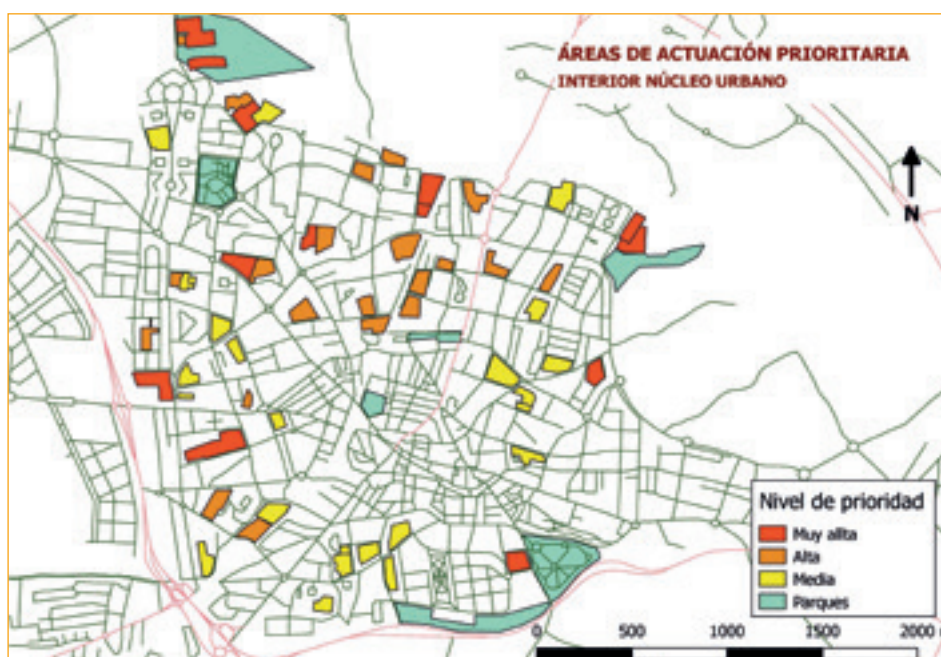 ÁREAS DE ACTUACIÓN PRIORITARIA
INTERIOR NÚCLEO URBANO
N
Nivel de prioridad
Muy allta
Alta
Media
Parques
0 500 1000 1500 2000